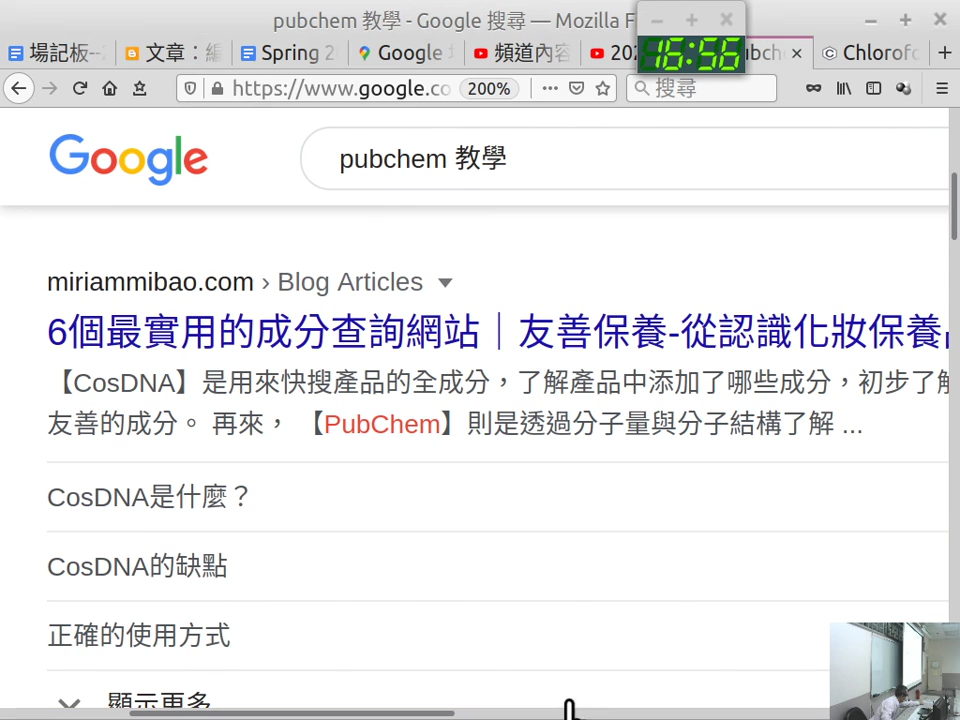 pubchem 教學 - Google 搜尋 — Mozilla F
場記板-
文章：編
Spring 2
Google
頻道內容
202
ubch
Chlorofo
16:56
https://www.google.co
200%
搜尋
Google
pubchem 教學
miriammibao.com › Blog Articles
6個最實用的成分查詢網站｜友善保養-從認識化妝保養品
【CosDNA】是用來快搜產品的全成分，了解產品中添加了哪些成分，初步了解
友善的成分。 再來， 【PubChem】則是透過分子量與分子結構了解 ...
CosDNA是什麼？
CosDNA的缺點
正確的使用方式
顯示更多